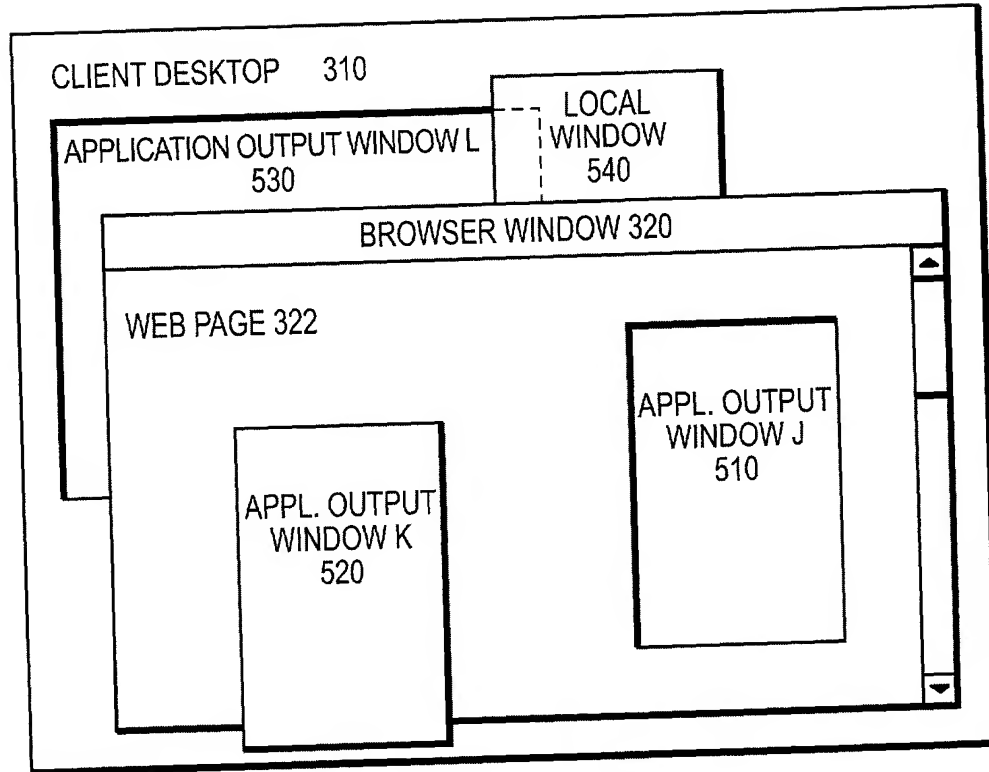 CLIENT DESKTOP 310
LOCAL
WINDOW
540
APPLICATION OUTPUT WINDOW L
530
BROWSER WINDOW 320
WEB PAGE 322
APPL. OUTPUT
WINDOW J
510
APPL. OUTPUT
WINDOW K
520